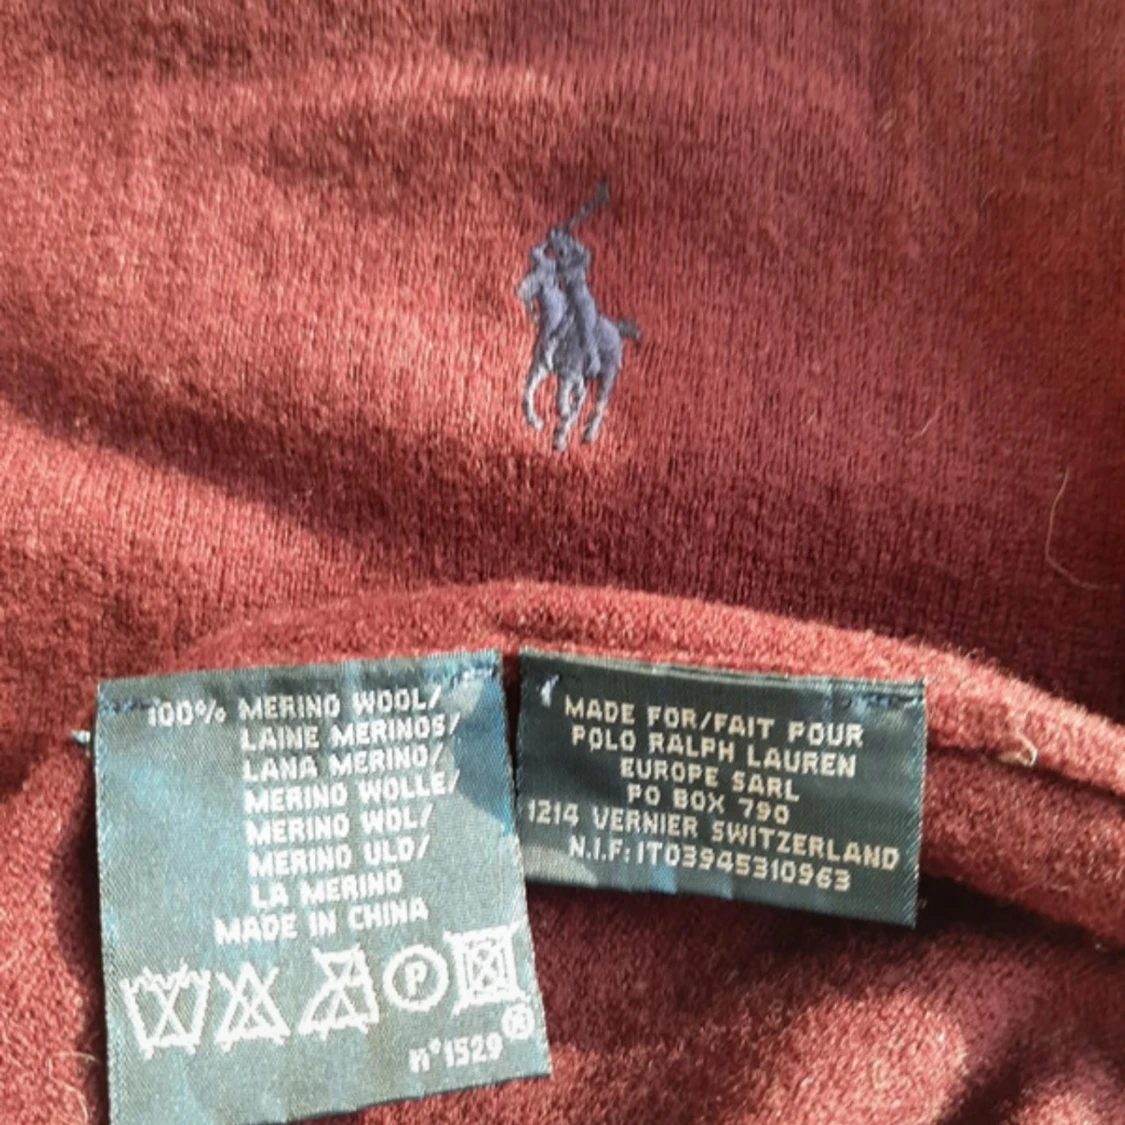 100% MERINO WOOL/
LAINE MERINOS/
LANA MERINO/
MERINO WOLLE/
MERINO WOL/
MERINO ULD/
LA MERINO
MADE IN CHINA
P
n°1529
MADE FOR/FAIT POUR
POLO RALPH LAUREN
EUROPE SARL
PO BOX 790
1214 VERNIER SWITZERLAND
N.I.F: IT03945310963